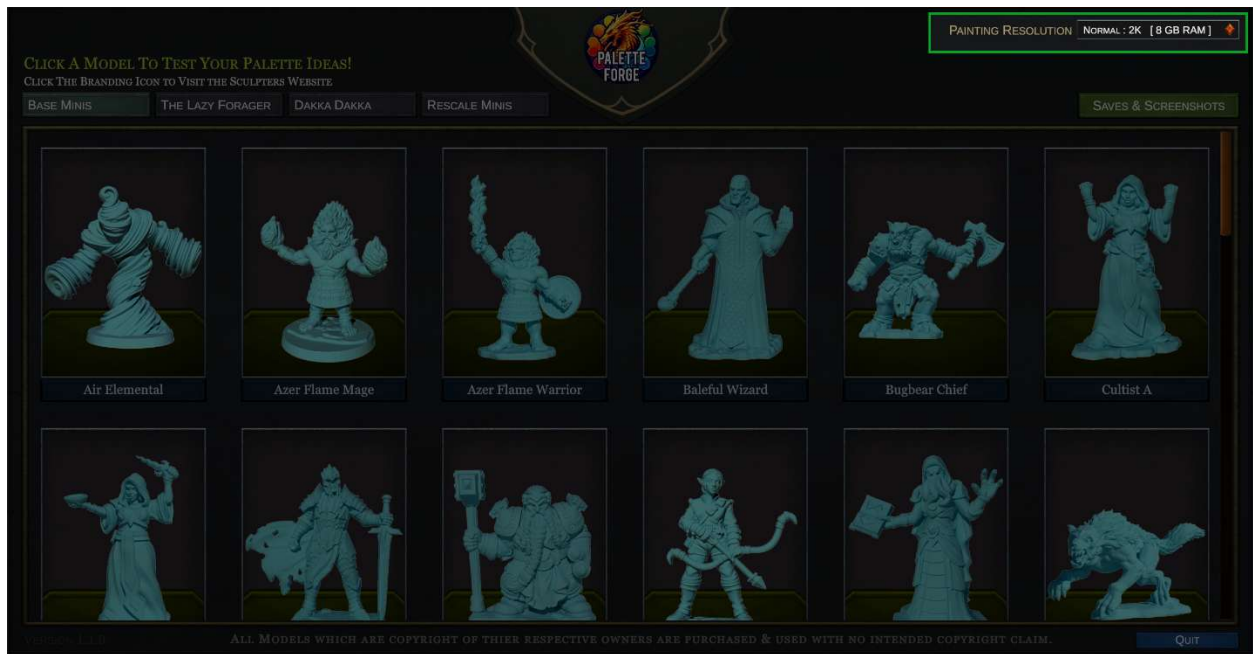 PAINTING RESOLUTION NORMAL : 2K [ 8 GB RAM ]
PALETTE
FORGE
CLICK A MODEL TO TEST YOUR PALETTE IDEAS!
CLICK THE BRANDING ICON TO VISIT THE SCULPTERS WEBSITE
BASE MINIS THE LAZY FORAGER DAKKA DAKKA RESCALE MINIS SAVES & SCREENSHOTS
Air Elemental Azer Flame Mage Azer Flame Warrior Baleful Wizard Bugbear Chief Cultist A
ALL MODELS WHICH ARE COPYRIGHT OF THIER RESPECTIVE OWNERS ARE PURCHASED & USED WITH NO INTENDED COPYRIGHT CLAIM.
QUIT